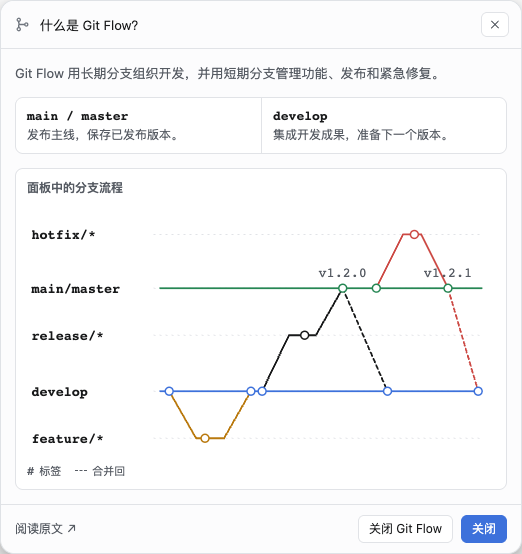 什么是 Git Flow?
Git Flow 用长期分支组织开发，并用短期分支管理功能、发布和紧急修复。
main / master
发布主线，保存已发布版本。
develop
集成开发成果，准备下一个版本。
面板中的分支流程
hotfix/*
v1.2.0
v1.2.1
main/master
release/*
develop
feature/*
# 标签 --- 合并回
阅读原文 ↗
关闭 Git Flow
关闭